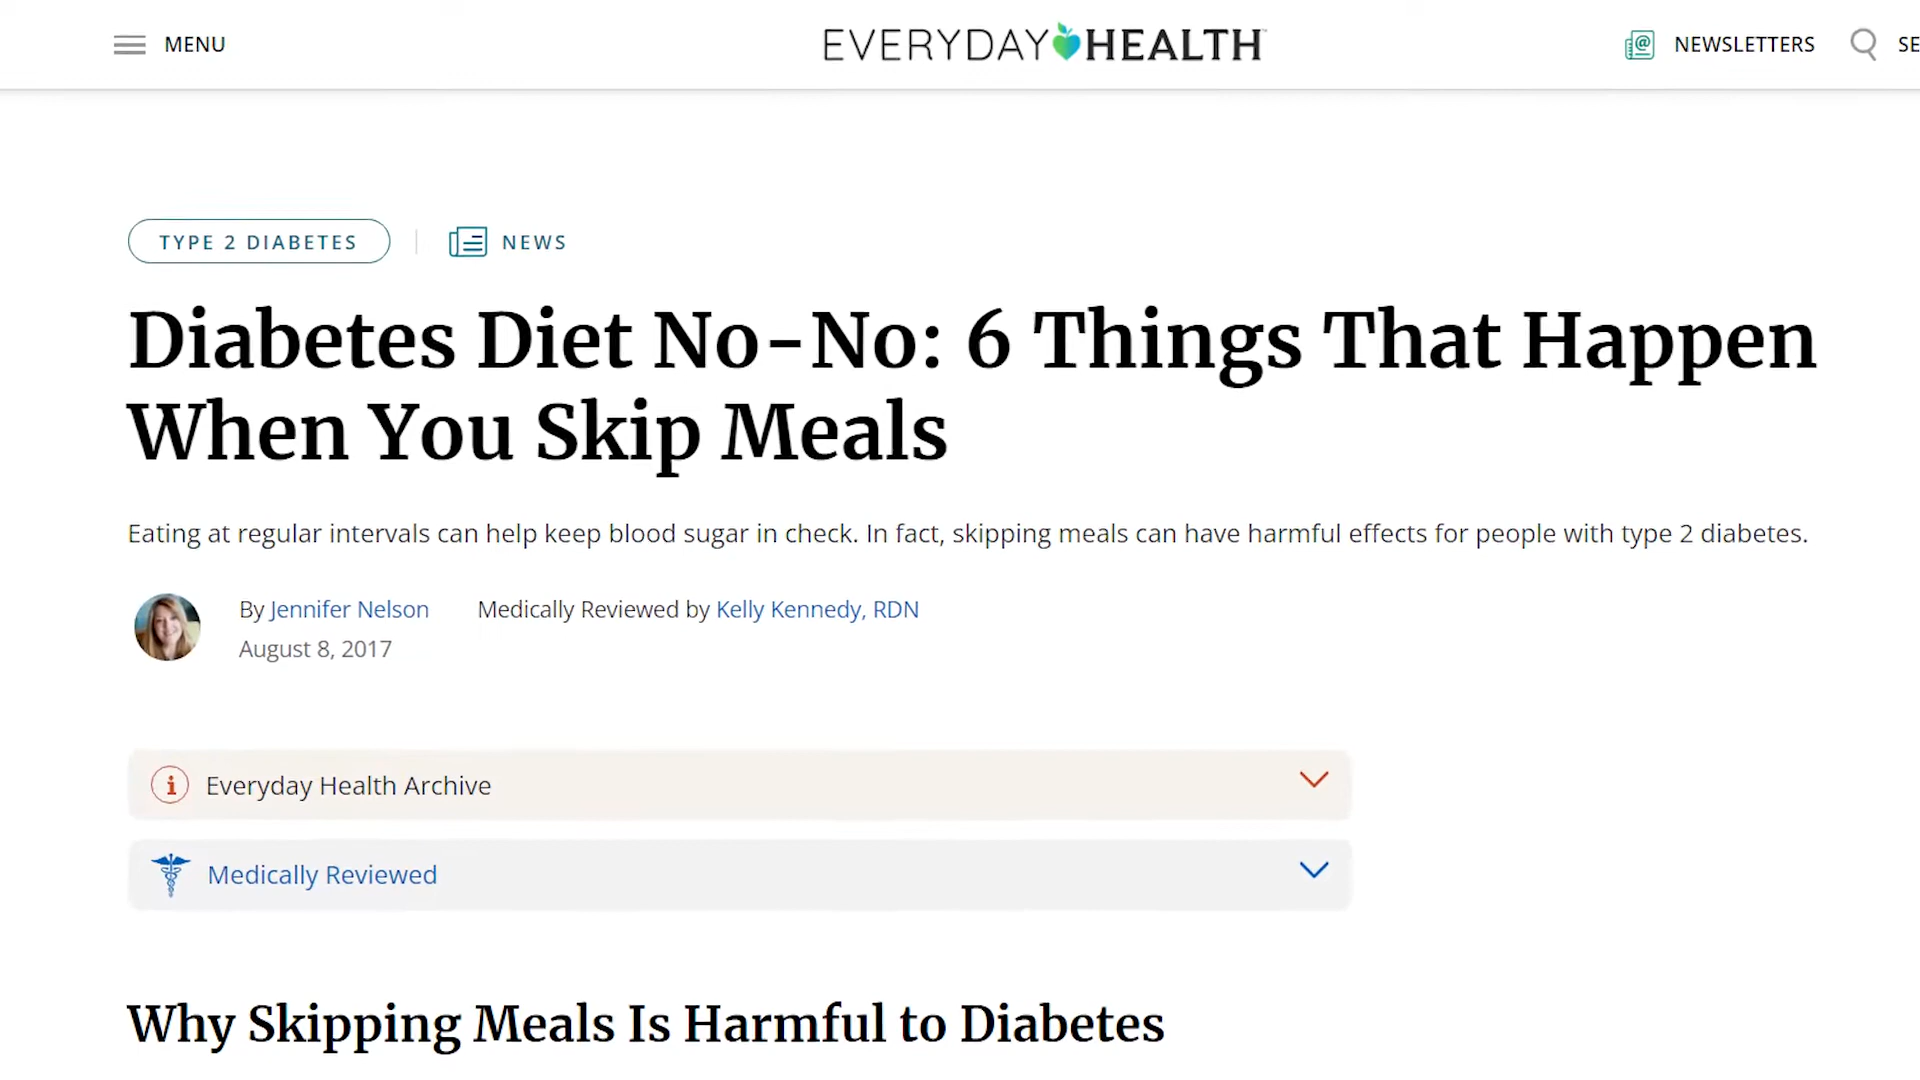 MENU
EVERYDAY HEALTH
NEWSLETTERS
SE
TYPE 2 DIABETES
NEWS
Diabetes Diet No-No: 6 Things That Happen
When You Skip Meals
Eating at regular intervals can help keep blood sugar in check. In fact, skipping meals can have harmful effects for people with type 2 diabetes.
By Jennifer Nelson
Medically Reviewed by Kelly Kennedy, RDN
August 8, 2017
Everyday Health Archive
Medically Reviewed
Why Skipping Meals Is Harmful to Diabetes